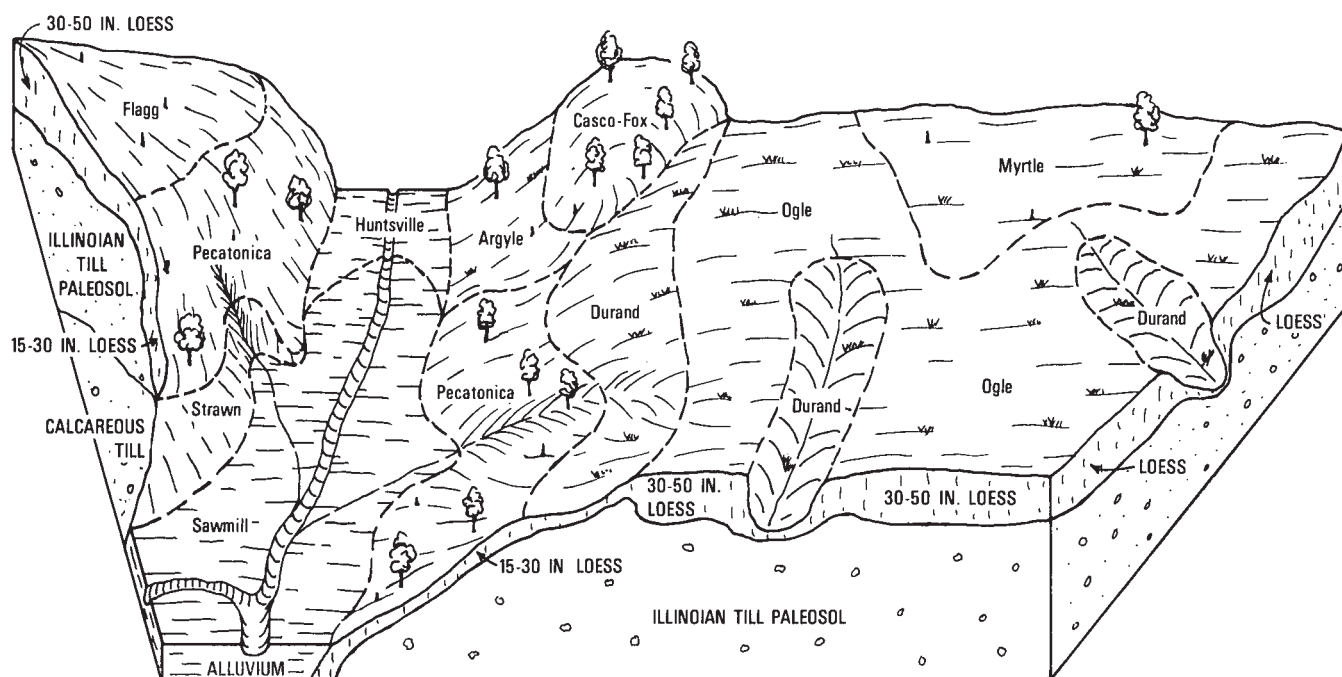 30-50 IN. LOESS
Flagg
Casco-Fox
Myrtle
Ogle
Huntsville
Argyle
Pecatonica
ILLINOIAN
TILL
PALEOSOL
Durand
Durand
LOESS
15-30 IN. LOESS
Pecatonica
Ogle
Strawn
Durand
CALCAREOUS
TILL
LOESS
30-50 IN.
LOESS
30-50 IN. LOESS
Sawmill
15-30 IN. LOESS
ILLINOIAN TILL PALEOSOL
ALLUVIUM